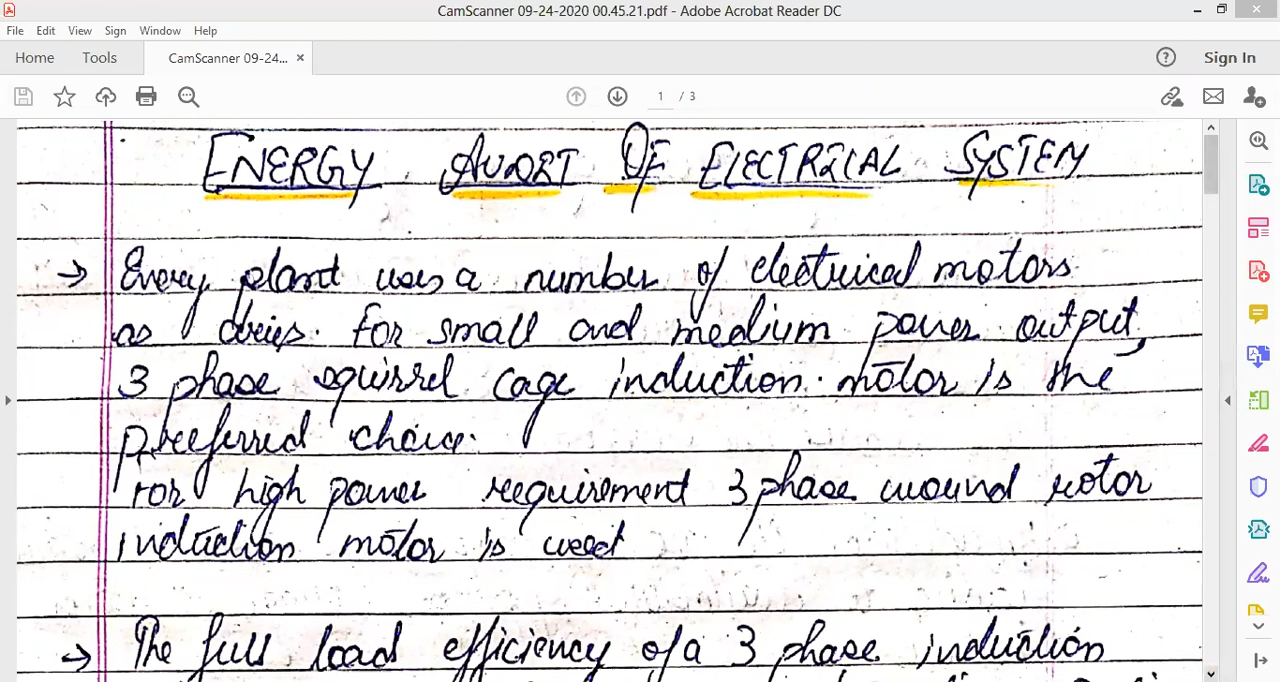 CamScanner 09-24-2020 00.45.21.pdf - Adobe Acrobat Reader DC
File Edit View Sign Window Help
Home Tools CamScanner 09-24... × Sign In
1 / 3
ENERGY AUDIT OF ELECTRICAL SYSTEM
→ Every plant uses a number of electrical motors
as drives. For small and medium power output,
3 phase squirrel cage induction motor is the
preferred choice.
For high power requirement 3 phase wound rotor
induction motor is used
→ The full load efficiency of a 3 phase induction